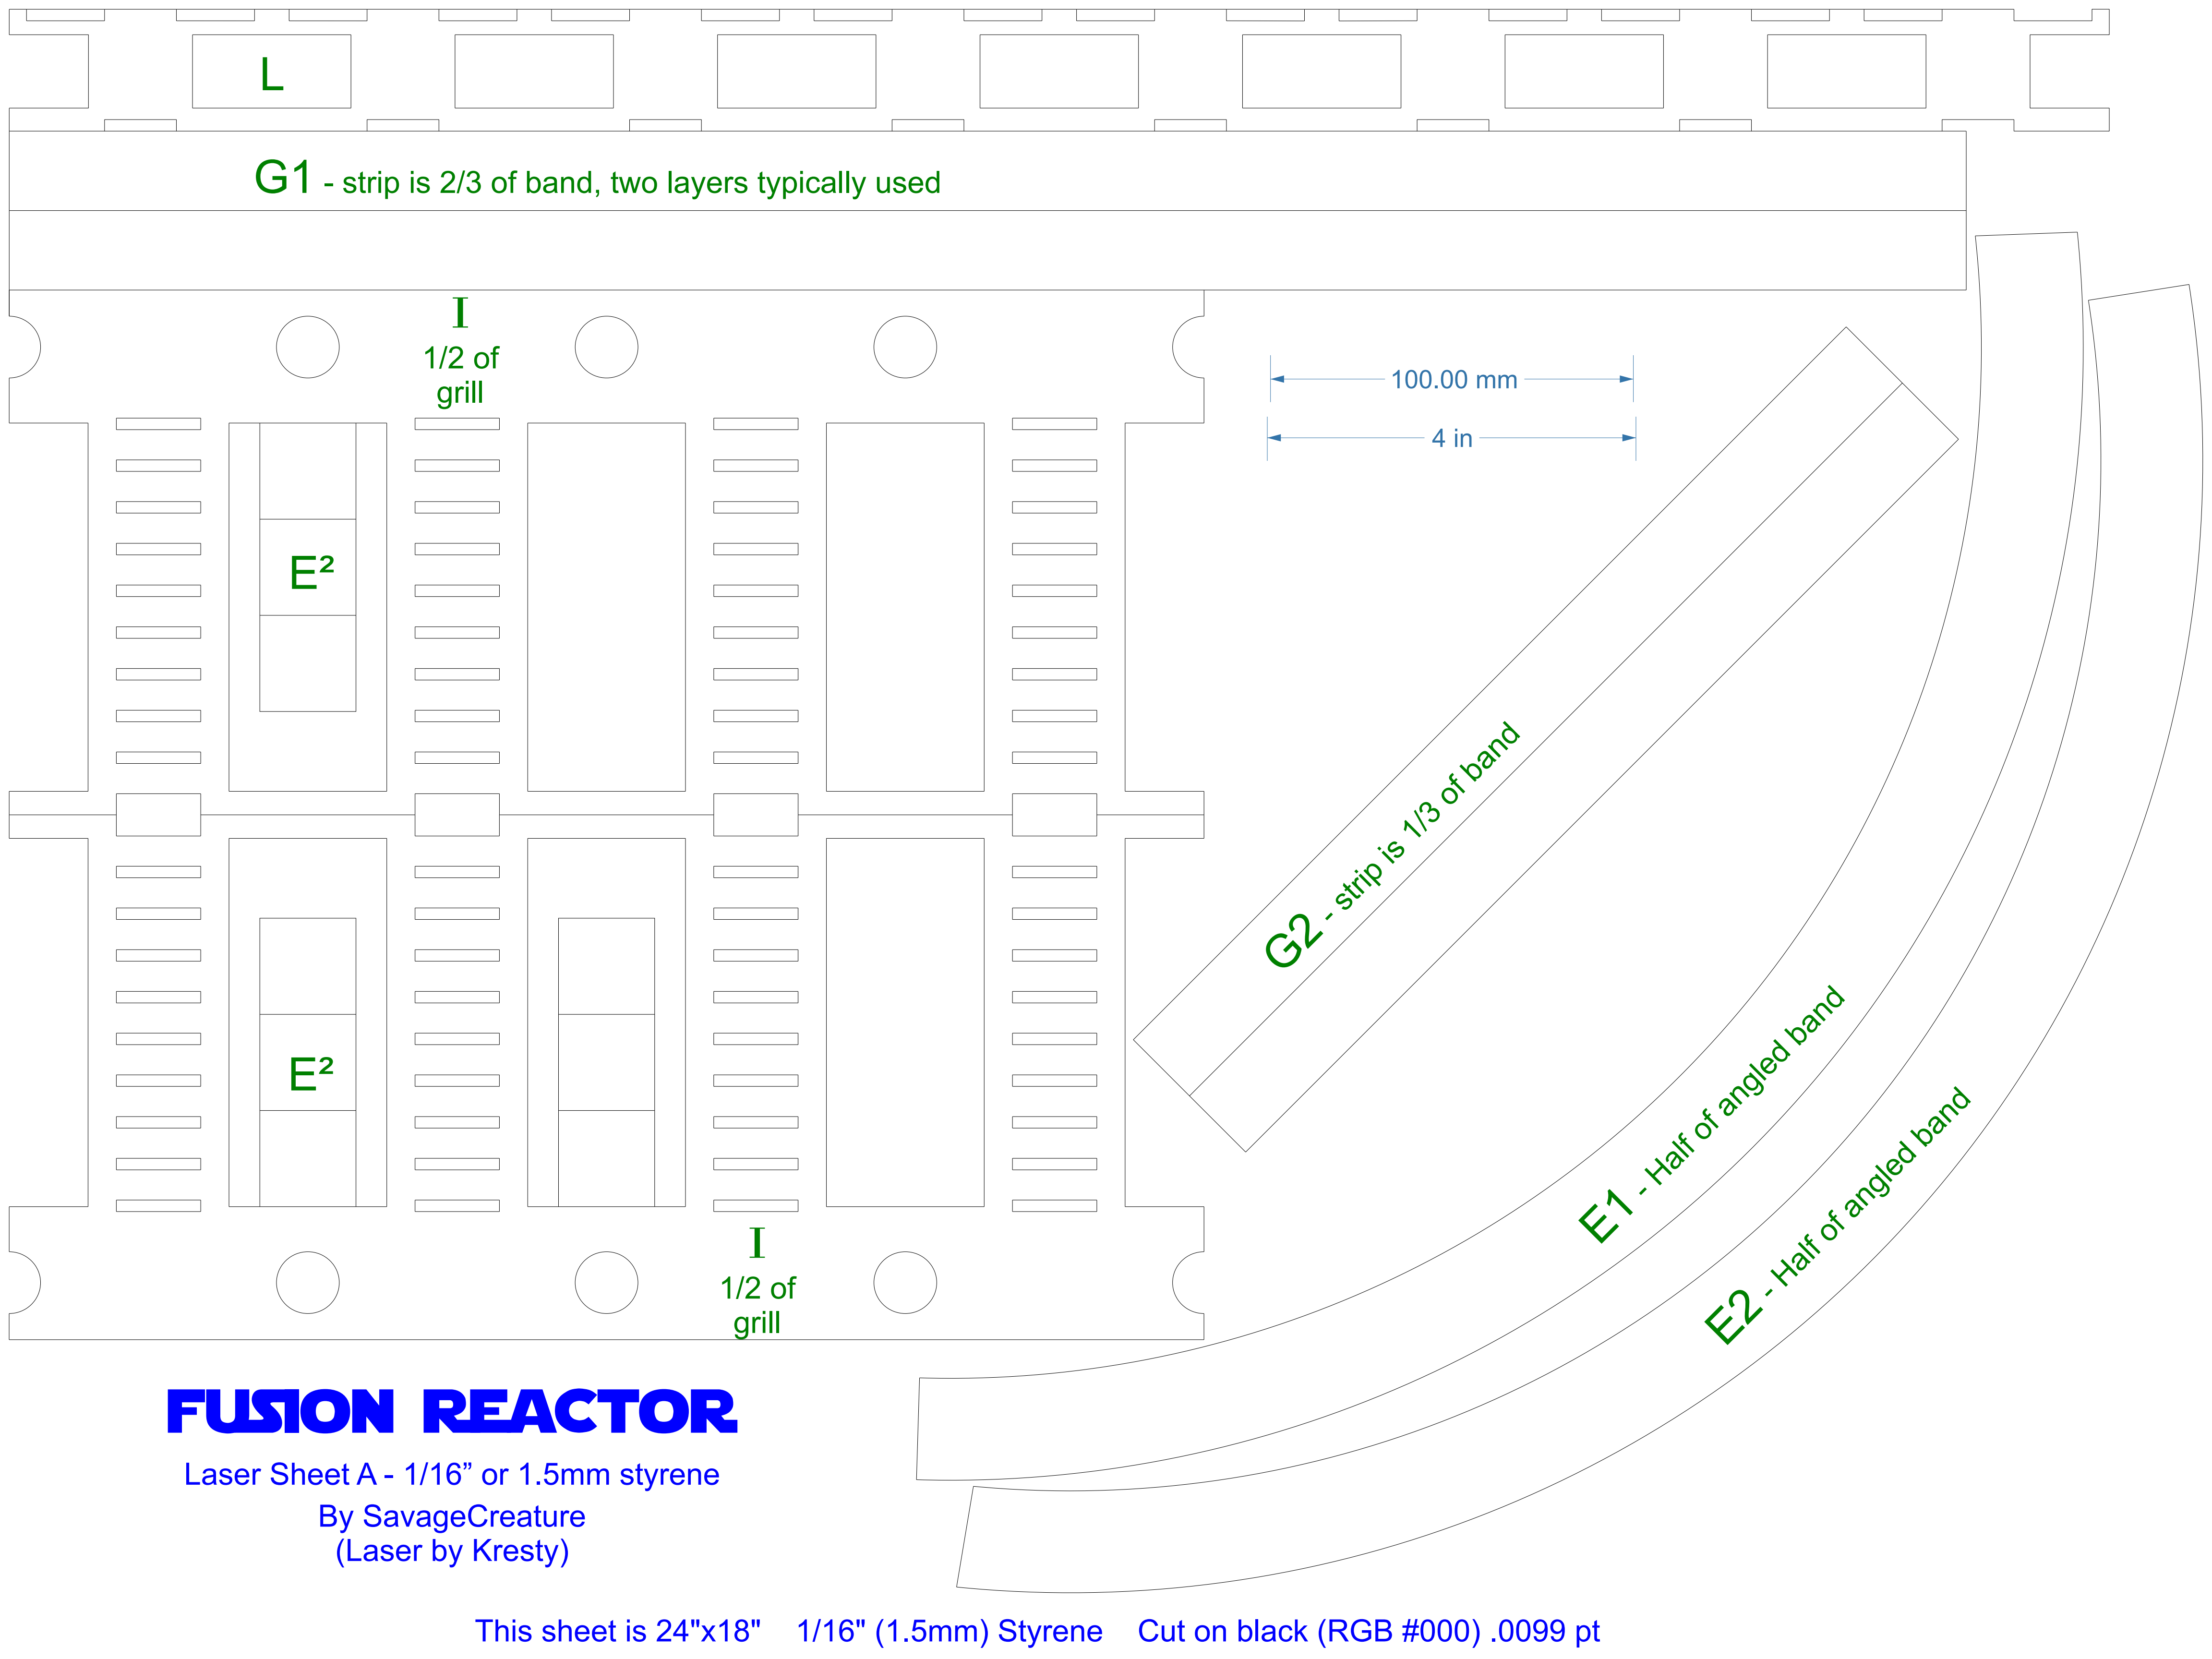 L
G1 - strip is 2/3 of band, two layers typically used
I
1/2 of
grill
100.00 mm
4 in
E²
G2 - strip is 1/3 of band
E²
E1 - Half of angled band
E2 - Half of angled band
I
1/2 of
grill
FUSION REACTOR
Laser Sheet A - 1/16” or 1.5mm styrene
By SavageCreature
(Laser by Kresty)
This sheet is 24"x18" 1/16" (1.5mm) Styrene Cut on black (RGB #000) .0099 pt